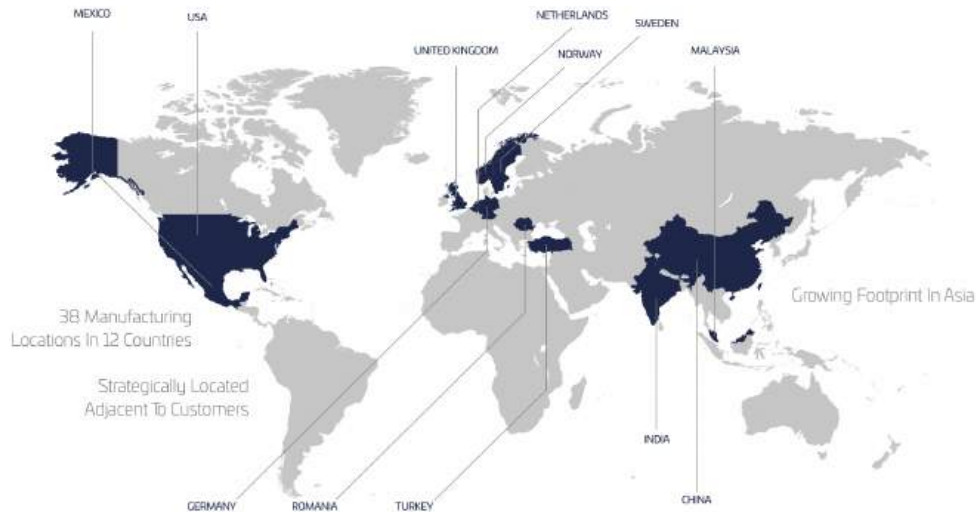 MEXICO
USA
NETHERLANDS
SWEDEN
UNITED KINGDOM
NORWAY
MALAYSIA
Growing Footprint In Asia
38 Manufacturing
Locations In 12 Countries
Strategically Located
Adjacent To Customers
INDIA
GERMANY
ROMANIA
TURKEY
CHINA